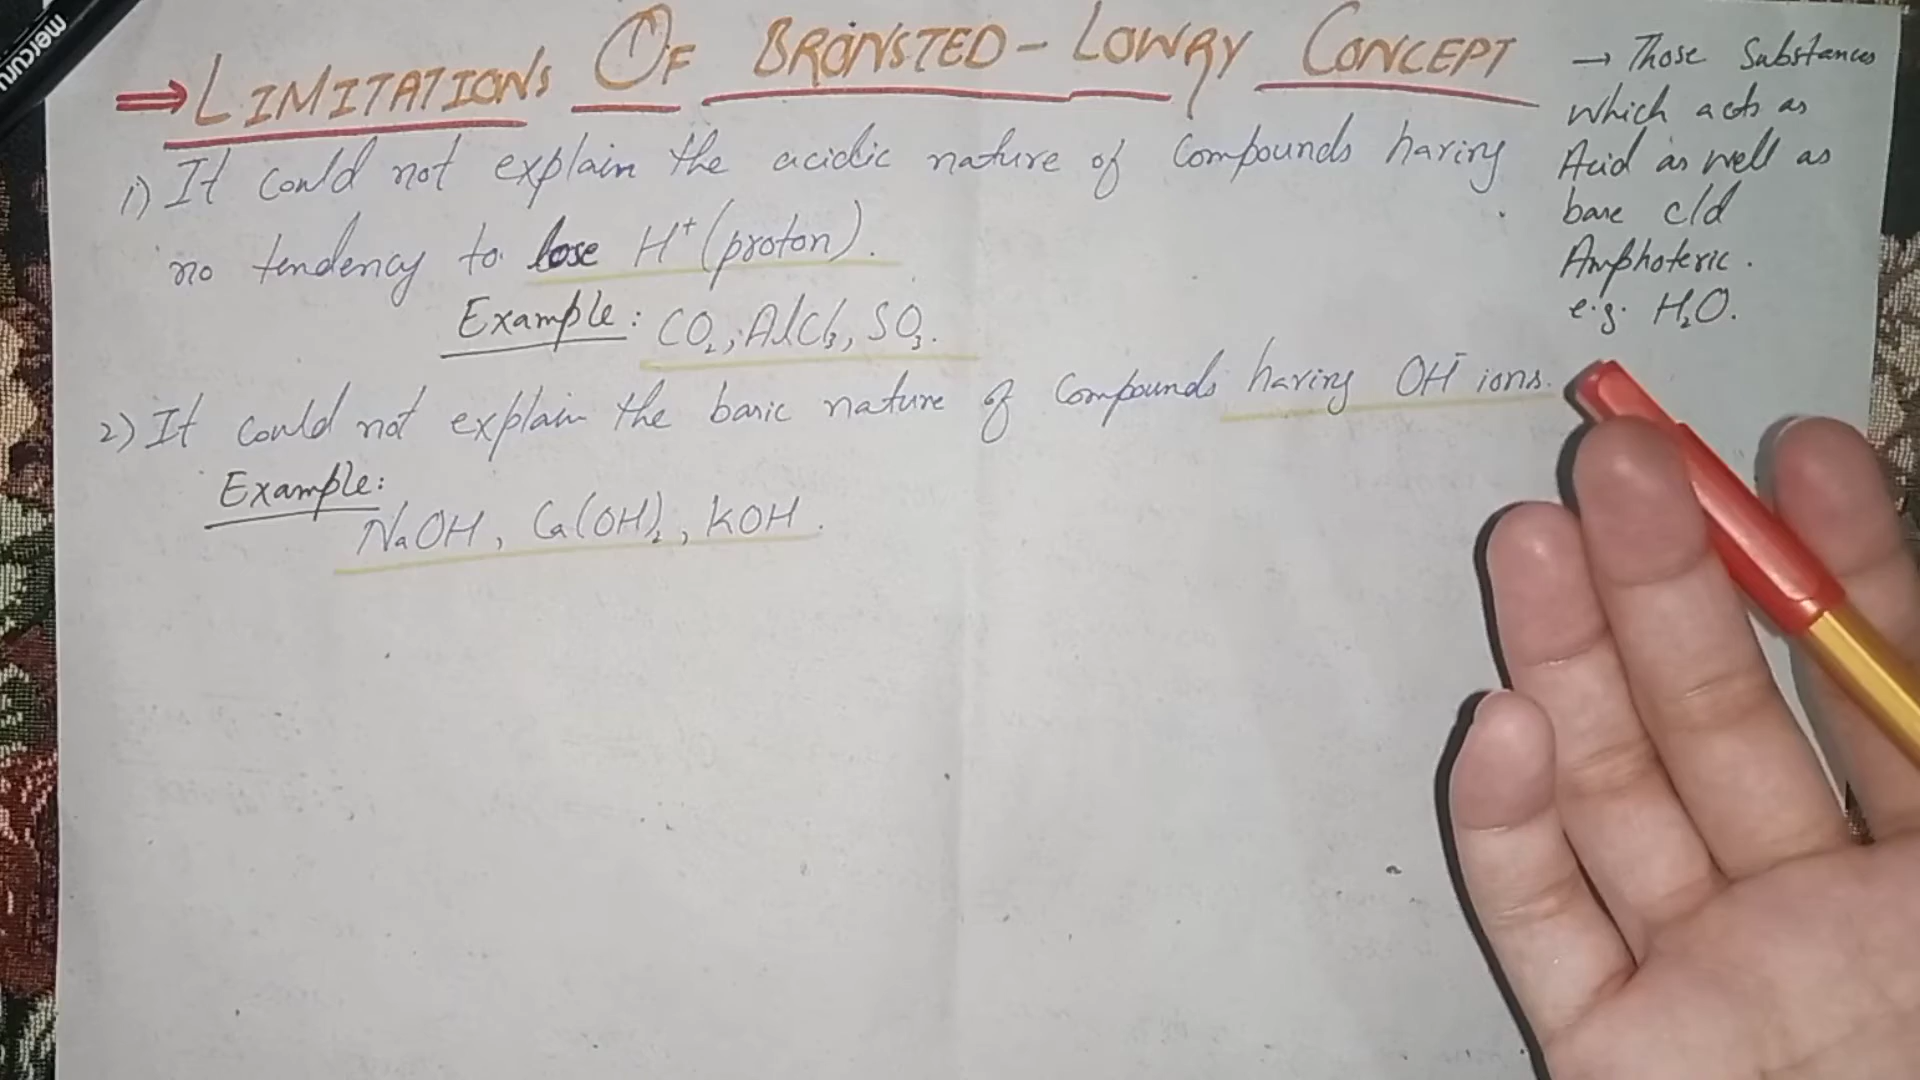 ⇒ LIMITATIONS OF BRONSTED-LOWRY CONCEPT
1) It could not explain the acidic nature of compounds having
no tendency to lose H⁺ (proton).
Example: CO₂, AlCl₃, SO₃.
2) It could not explain the basic nature of compounds having OH⁻ ions.
Example:
NaOH, Ca(OH)₂, KOH.
→ Those Substances
which acts as
Acid as well as
base c/d
Amphoteric.
e.g. H₂O.
mercury